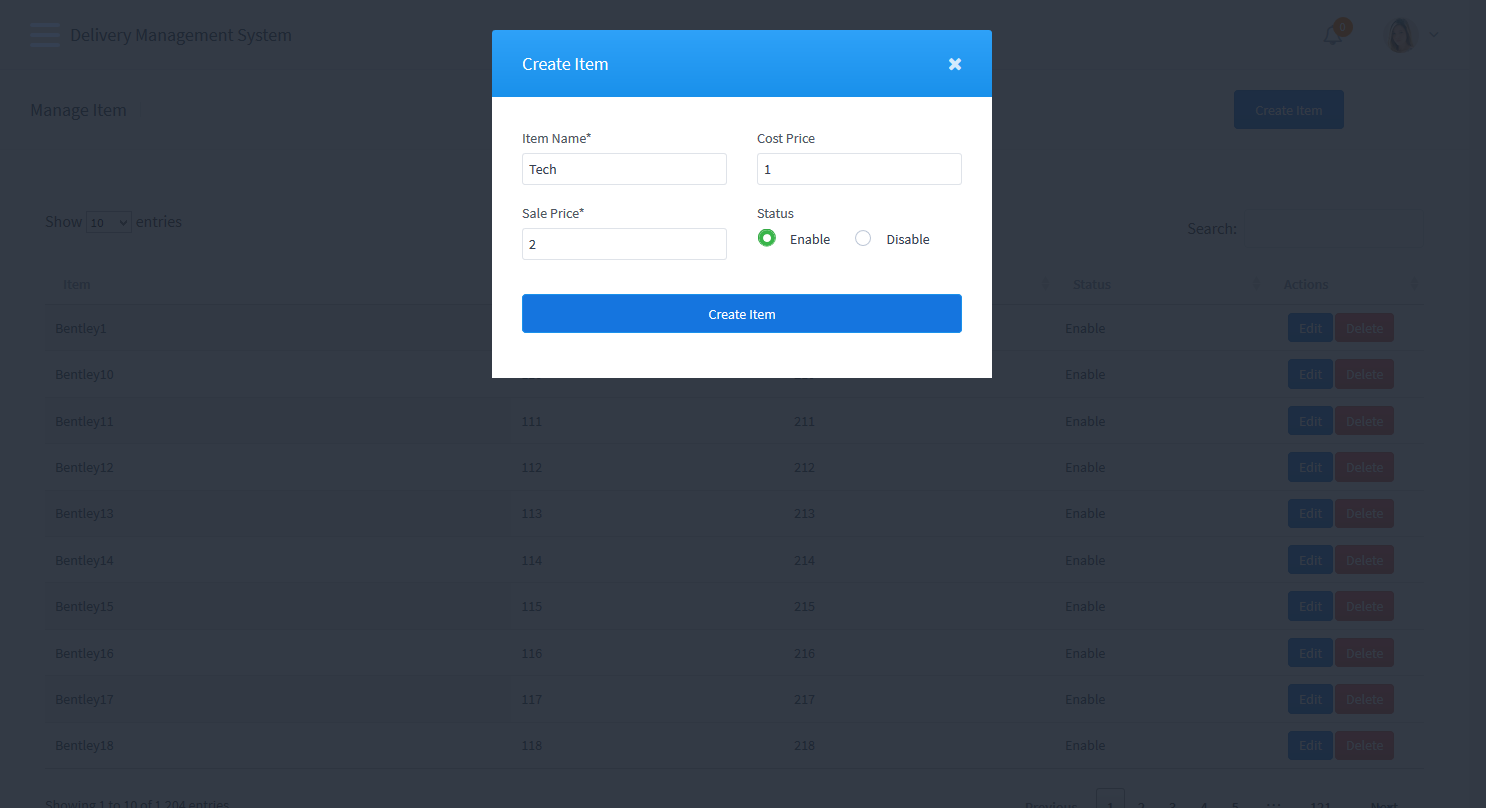 Delivery Management System
0
Create Item
Manage Item
Create Item
Item Name*
Cost Price
Tech
1
Sale Price*
Status
2
Enable
Disable
Create Item
Show 10 entries
Search:
Item
Status
Actions
Bentley1 Enable Edit Delete
Bentley10 Enable Edit Delete
Bentley11 111 211 Enable Edit Delete
Bentley12 112 212 Enable Edit Delete
Bentley13 113 213 Enable Edit Delete
Bentley14 114 214 Enable Edit Delete
Bentley15 115 215 Enable Edit Delete
Bentley16 116 216 Enable Edit Delete
Bentley17 117 217 Enable Edit Delete
Bentley18 118 218 Enable Edit Delete
Showing 1 to 10 of 1,204 entries
Previous 1 2 3 4 5 ... 121 Next